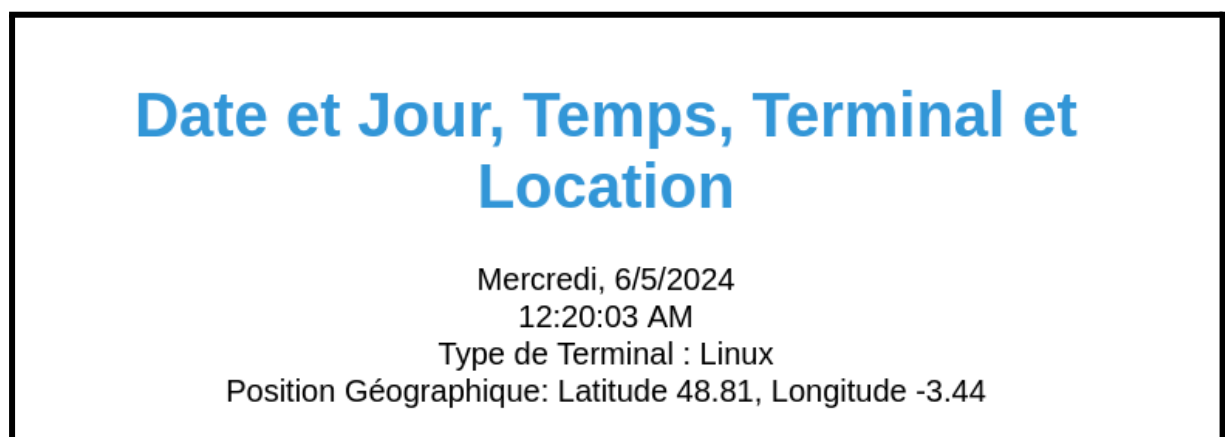 Date et Jour, Temps, Terminal et
Location
Mercredi, 6/5/2024
12:20:03 AM
Type de Terminal : Linux
Position Géographique: Latitude 48.81, Longitude -3.44